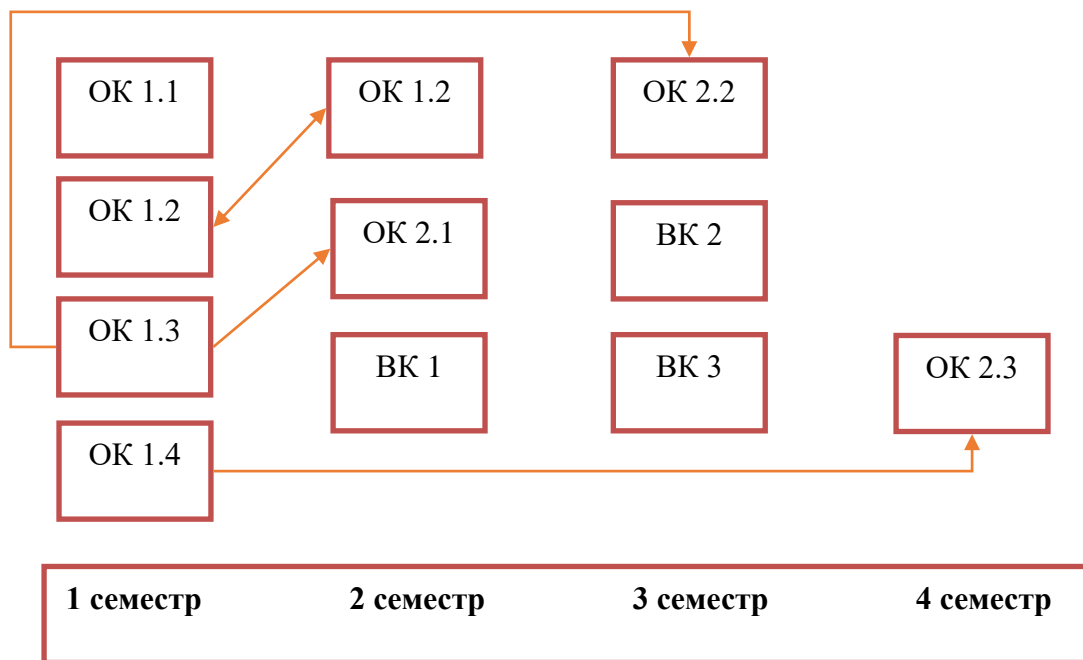 ОК 1.1
ОК 1.2
ОК 2.2
ОК 1.2
ОК 2.1
ВК 2
ОК 1.3
ВК 1
ВК 3
ОК 2.3
ОК 1.4
1 семестр
2 семестр
3 семестр
4 семестр